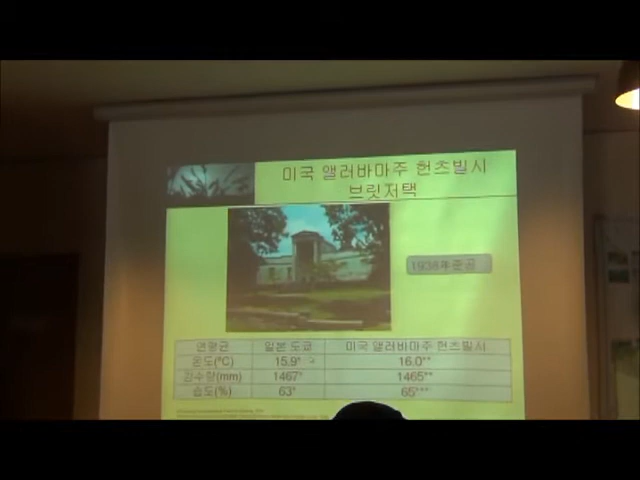 미국 앨러바마주 헌츠빌시
브릿저택
1938年준공
연평균 일본 도쿄 미국 앨러바마주 헌츠빌시
온도(°C) 15.9* 16.0**
강수량(mm) 1467* 1465**
습도(%) 63* 65***